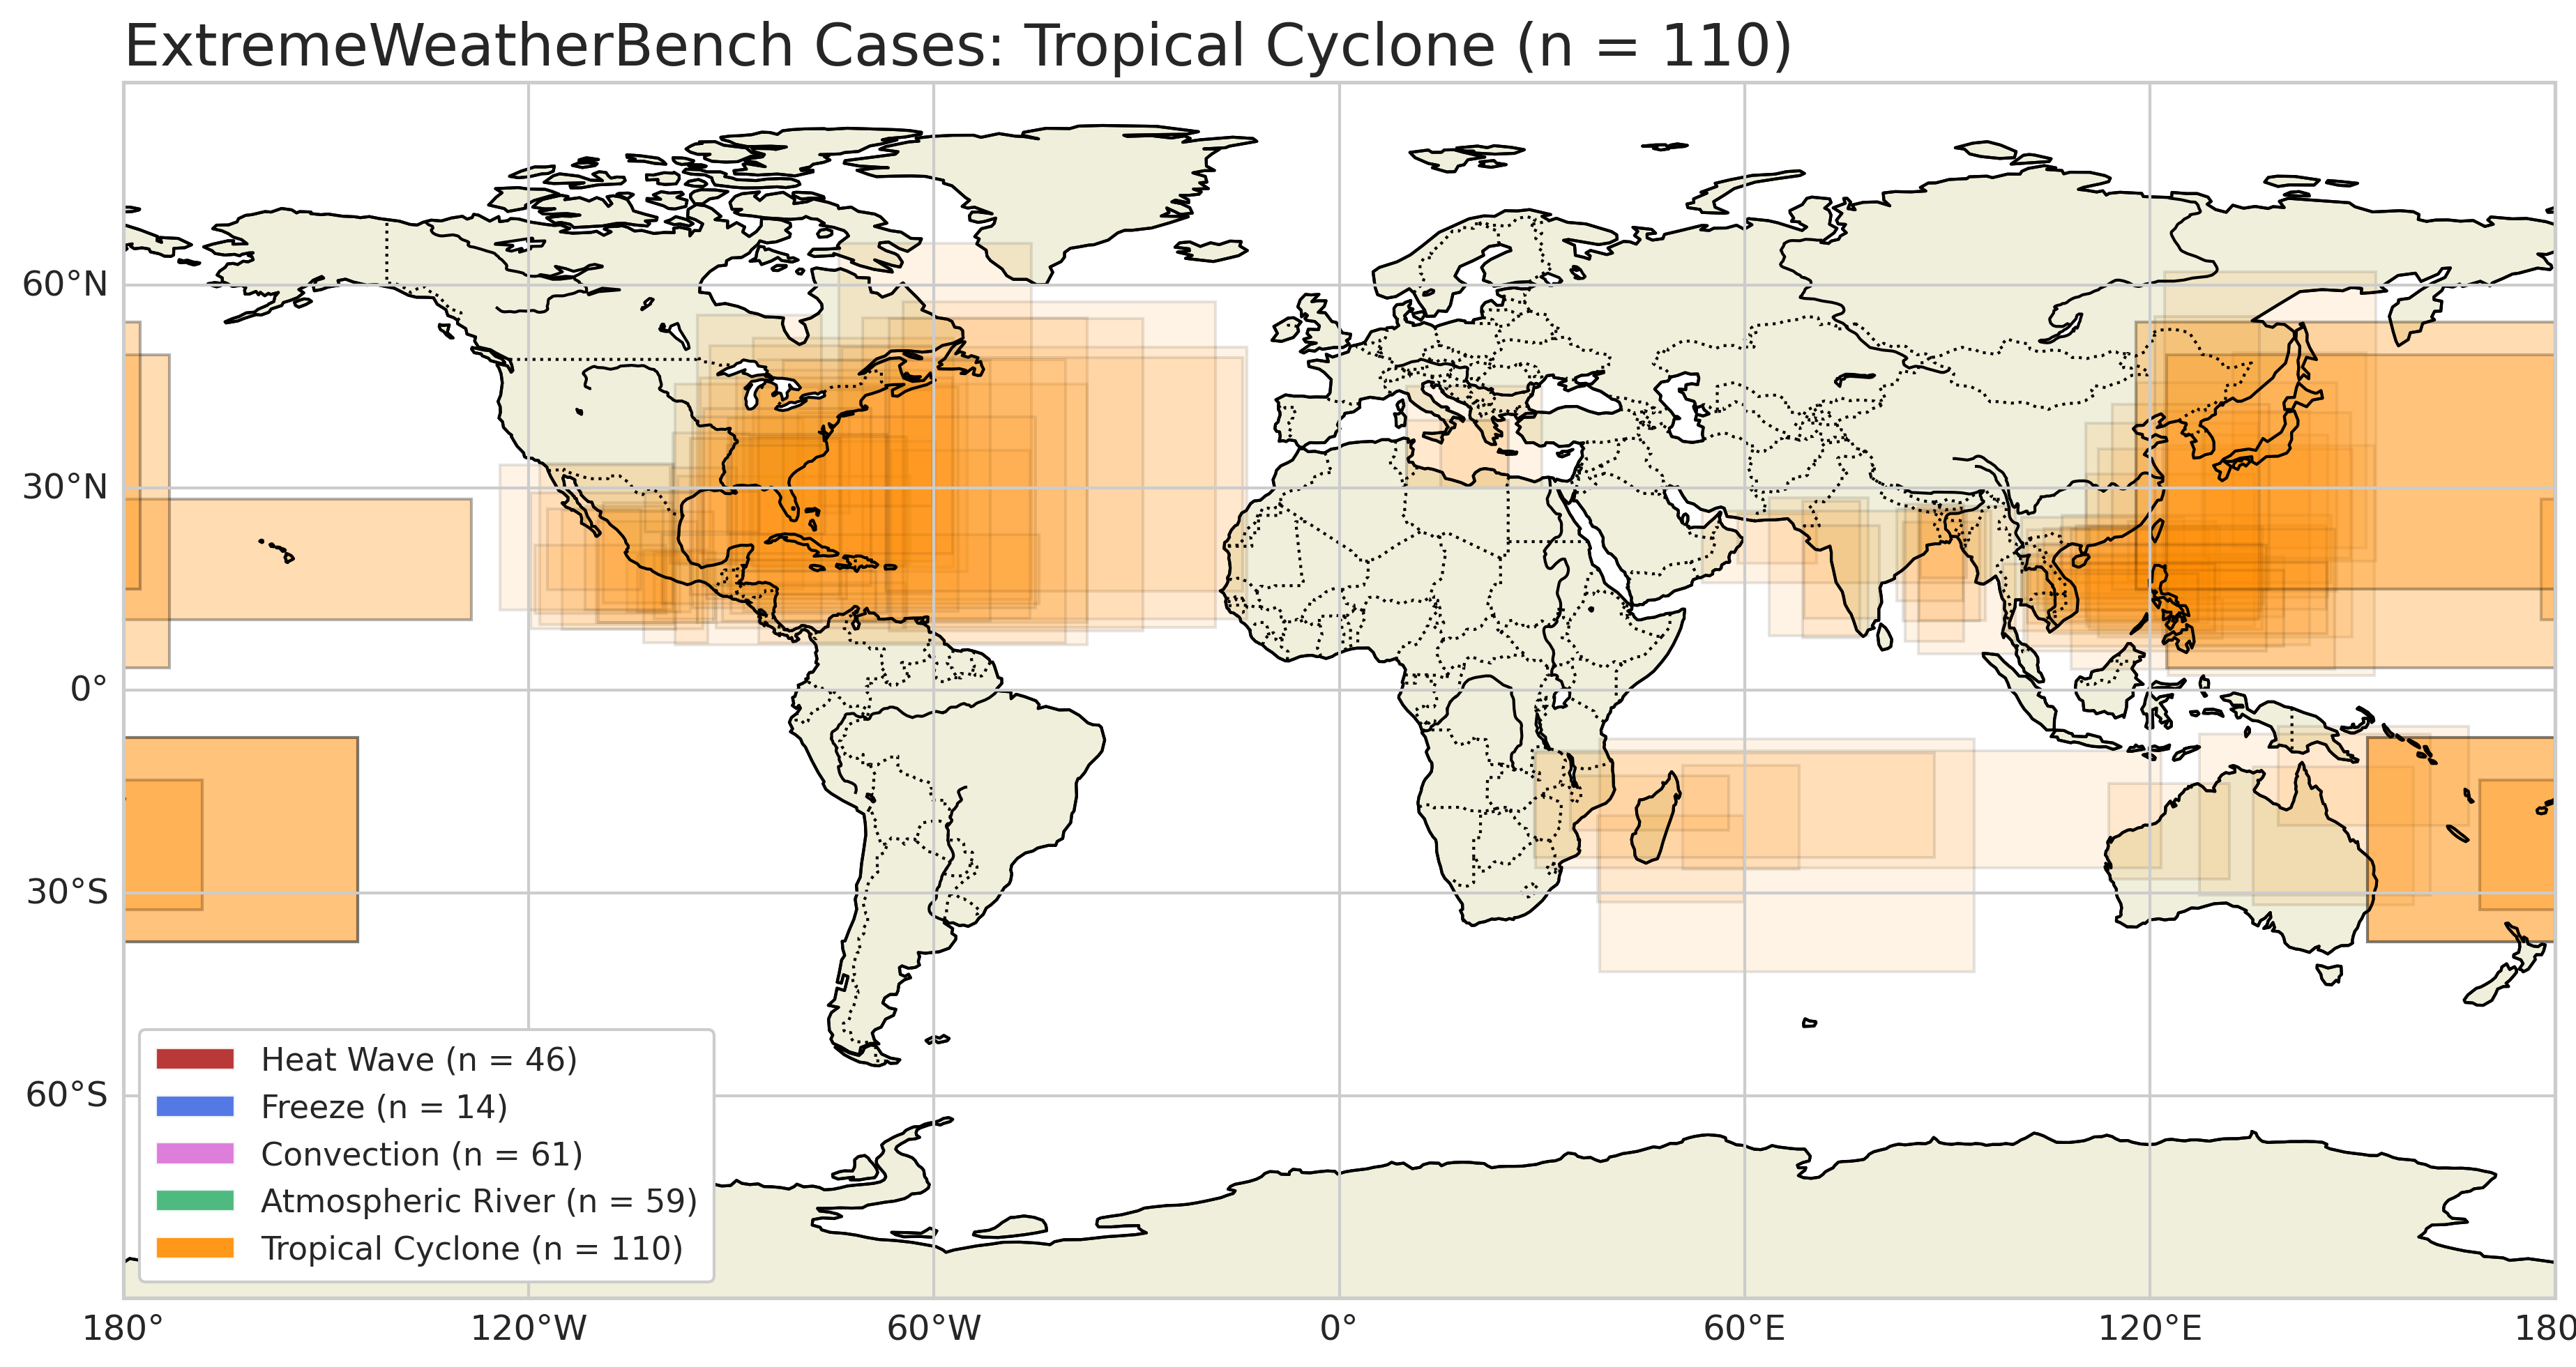 ExtremeWeatherBench Cases: Tropical Cyclone (n = 110)
60°N
30°N
0°
30°S
60°S
Heat Wave (n = 46)
Freeze (n = 14)
Convection (n = 61)
Atmospheric River (n = 59)
Tropical Cyclone (n = 110)
180° 120°W 60°W 0° 60°E 120°E 180